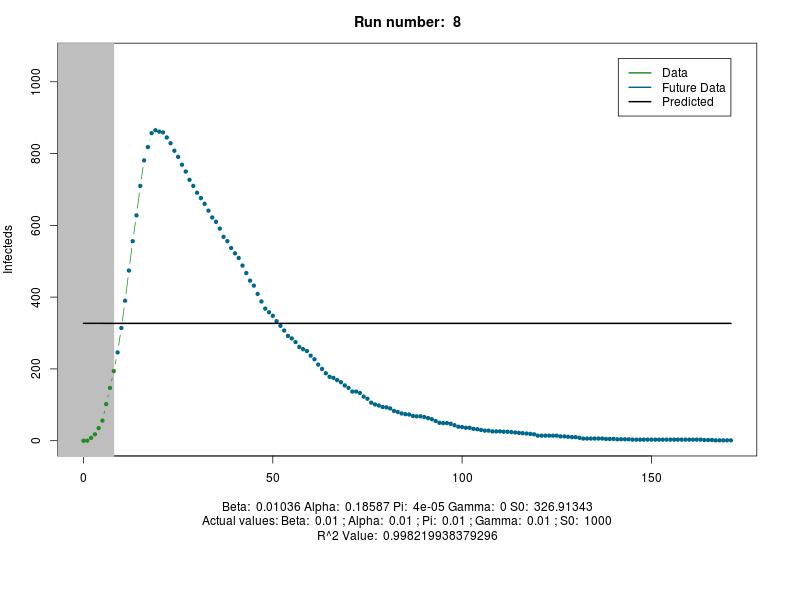 Run number:  8
Data
Future Data
Predicted
Infecteds
1000
800
600
400
200
0
0 50 100 150
Beta:  0.01036 Alpha:  0.18587 Pi:  4e-05 Gamma:  0 S0:  326.91343
Actual values: Beta:  0.01 ; Alpha:  0.01 ; Pi:  0.01 ; Gamma:  0.01 ; S0:  1000
R^2 Value:  0.998219938379296